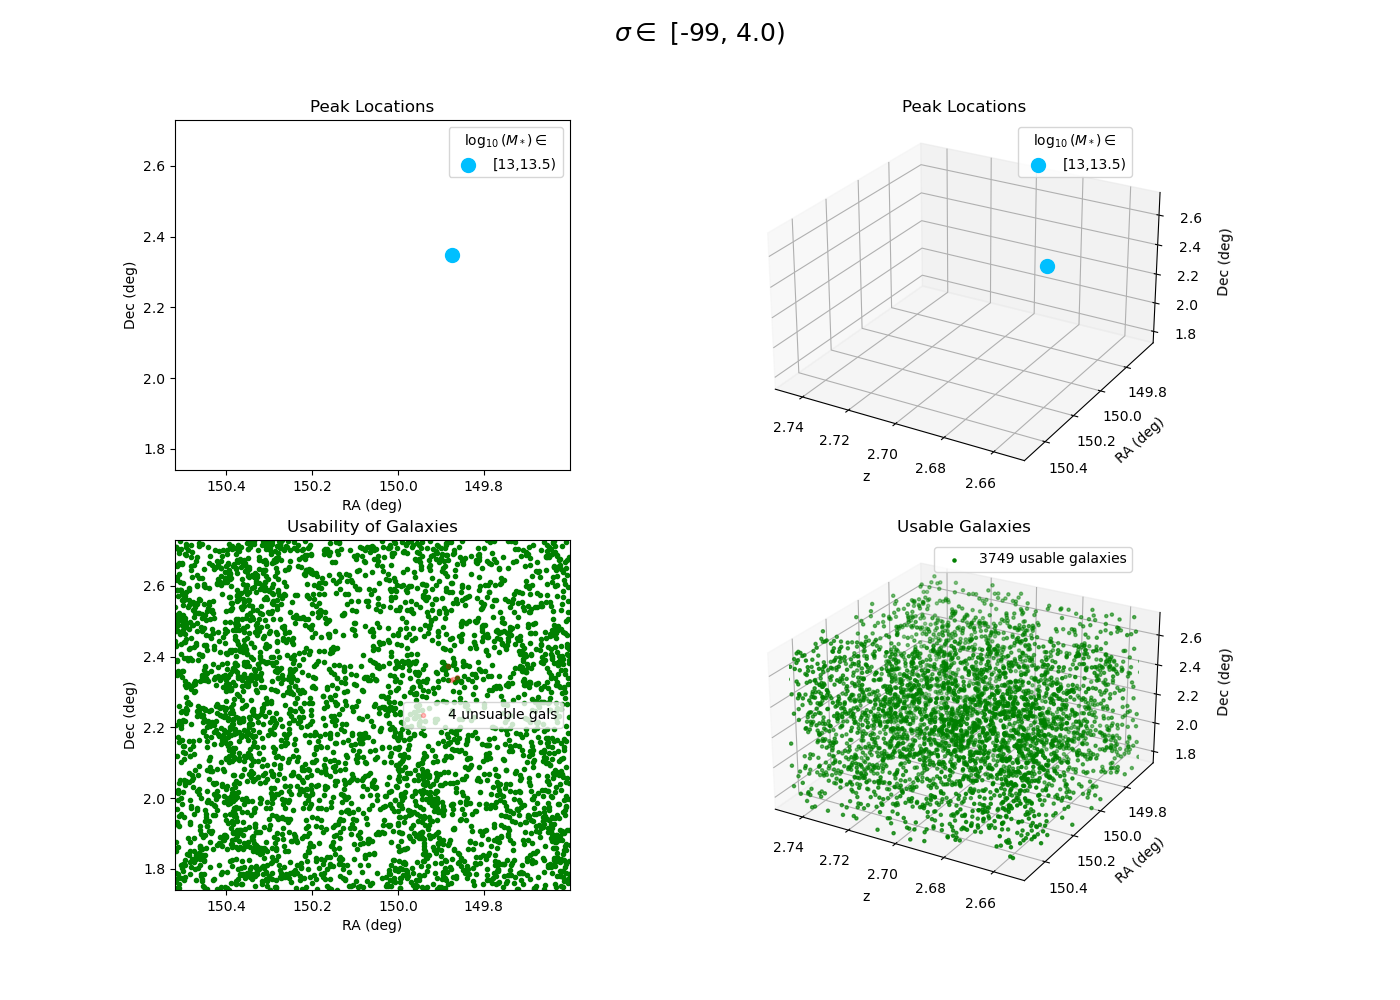 σ ∈ [-99, 4.0)
Peak Locations
log₁₀(M*) ∈
[13,13.5)
2.6
2.4
2.2
2.0
1.8
Dec (deg)
150.4 150.2 150.0 149.8
RA (deg)
Peak Locations
log₁₀(M*) ∈
[13,13.5)
2.6
2.4
2.2
2.0
1.8
Dec (deg)
149.8
150.0
150.2
150.4
RA (deg)
2.74
2.72
2.70
2.68
2.66
z
Usability of Galaxies
2.6
2.4
2.2
2.0
1.8
Dec (deg)
4 unsuable gals
150.4 150.2 150.0 149.8
RA (deg)
Usable Galaxies
3749 usable galaxies
2.6
2.4
2.2
2.0
1.8
Dec (deg)
149.8
150.0
150.2
150.4
RA (deg)
2.74
2.72
2.70
2.68
2.66
z